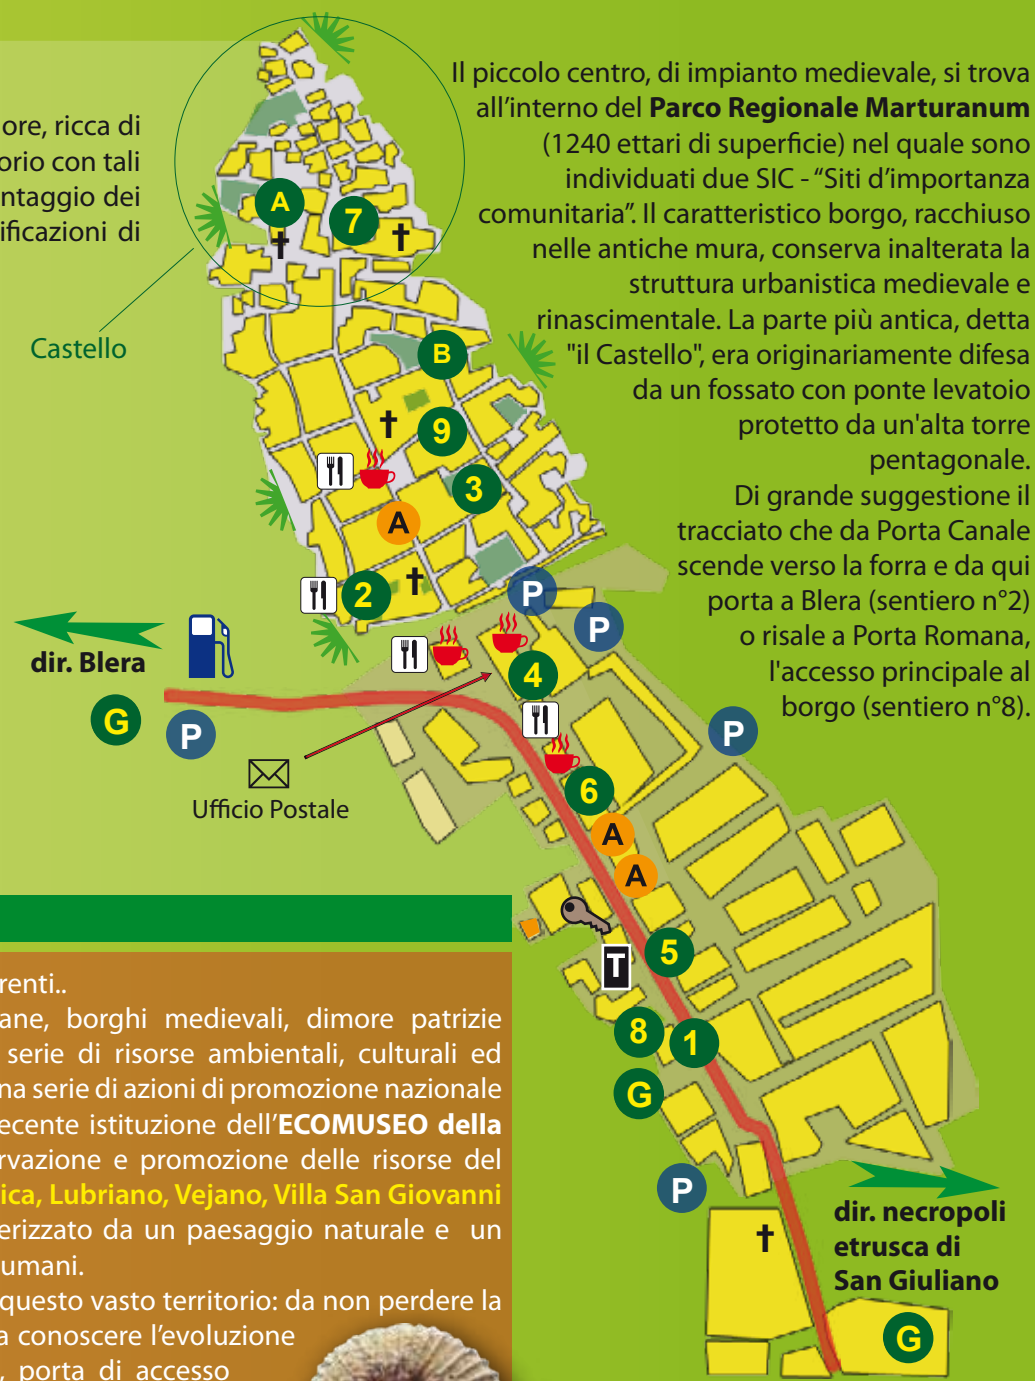 ore, ricca di
orio con tali
ntaggio dei
ificazioni di
Castello
Il piccolo centro, di impianto medievale, si trova
all'interno del Parco Regionale Marturanum
(1240 ettari di superficie) nel quale sono
individuati due SIC - “Siti d'importanza
comunitaria”. Il caratteristico borgo, racchiuso
nelle antiche mura, conserva inalterata la
struttura urbanistica medievale e
rinascimentale. La parte più antica, detta
"il Castello", era originariamente difesa
da un fossato con ponte levatoio
protetto da un'alta torre
pentagonale.
Di grande suggestione il
tracciato che da Porta Canale
scende verso la forra e da qui
porta a Blera (sentiero n°2)
o risale a Porta Romana,
l'accesso principale al
borgo (sentiero n°8).
A
7
B
9
3
A
2
P
P
dir. Blera
G
P
4
P
Ufficio Postale
6
A
A
T
5
8
1
G
P
dir. necropoli
etrusca di
San Giuliano
G
renti..
ane, borghi medievali, dimore patrizie
serie di risorse ambientali, culturali ed
na serie di azioni di promozione nazionale
ecente istituzione dell'ECOMUSEO della
rvazione e promozione delle risorse del
ica, Lubriano, Vejano, Villa San Giovanni
erizzato da un paesaggio naturale e un
umani.
questo vasto territorio: da non perdere la
a conoscere l'evoluzione
, porta di accesso